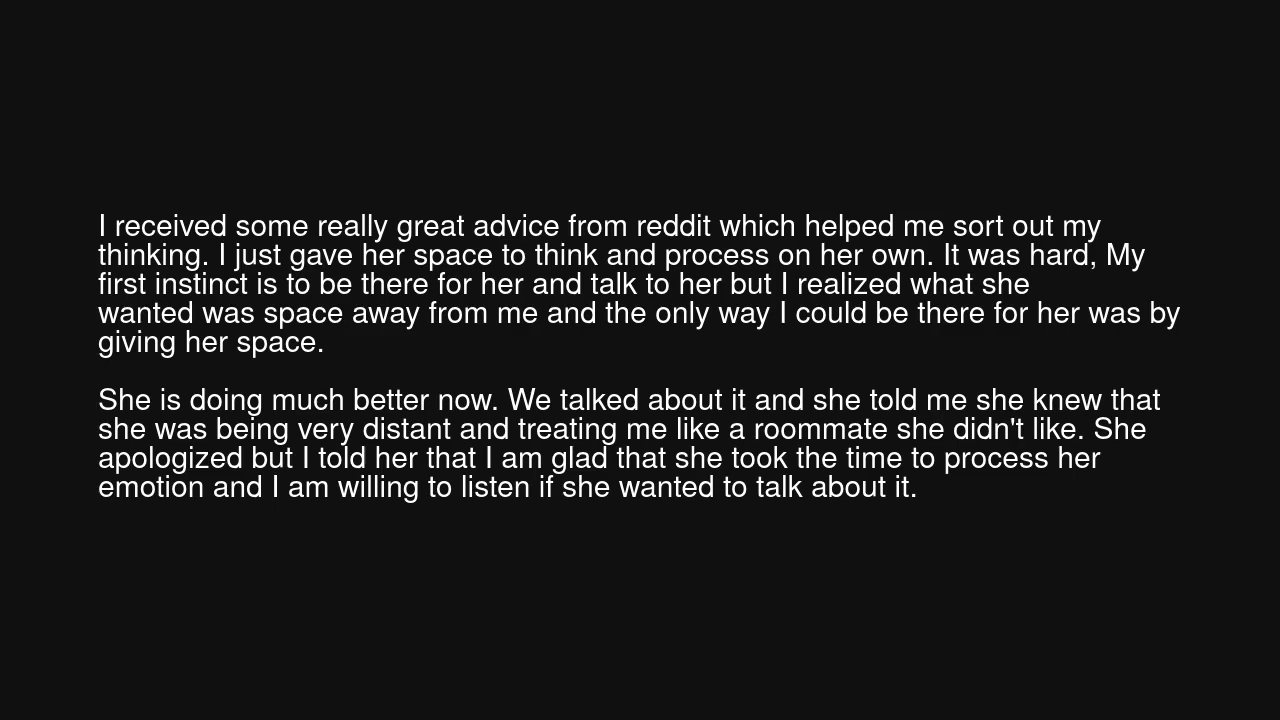 I received some really great advice from reddit which helped me sort out my
thinking. I just gave her space to think and process on her own. It was hard, My
first instinct is to be there for her and talk to her but I realized what she
wanted was space away from me and the only way I could be there for her was by
giving her space.
She is doing much better now. We talked about it and she told me she knew that
she was being very distant and treating me like a roommate she didn't like. She
apologized but I told her that I am glad that she took the time to process her
emotion and I am willing to listen if she wanted to talk about it.